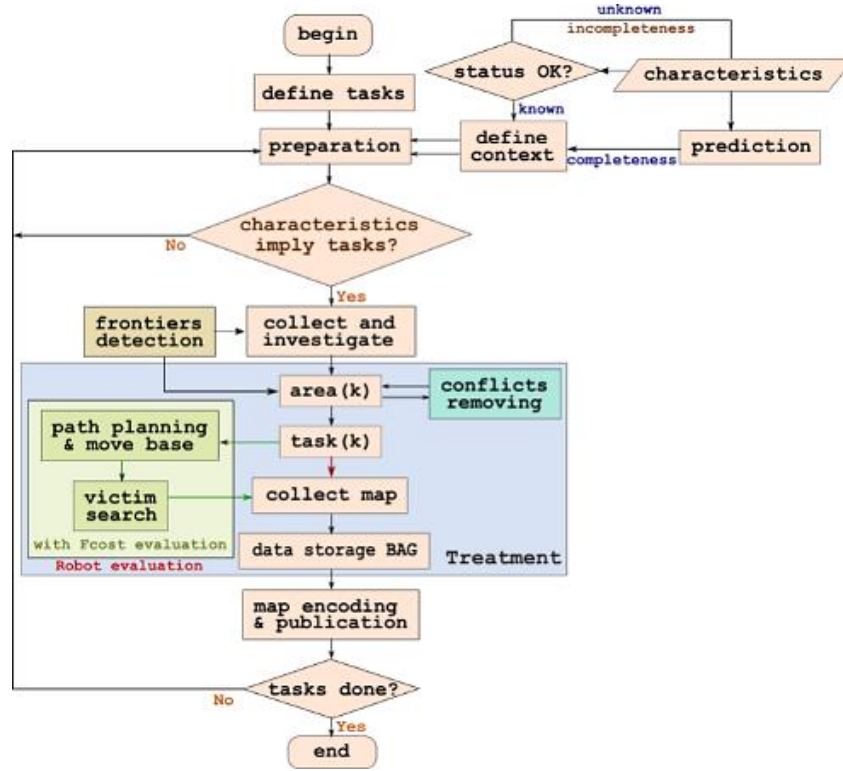 unknown
incompleteness
begin
status OK?
characteristics
define tasks
known
preparation
define
context
completeness
prediction
characteristics
imply tasks?
No
Yes
frontiers
detection
collect and
investigate
area(k)
conflicts
removing
path planning
& move base
task(k)
victim
search
collect map
with Fcost evaluation
data storage BAG
Treatment
Robot evaluation
map encoding
& publication
tasks done?
No
Yes
end